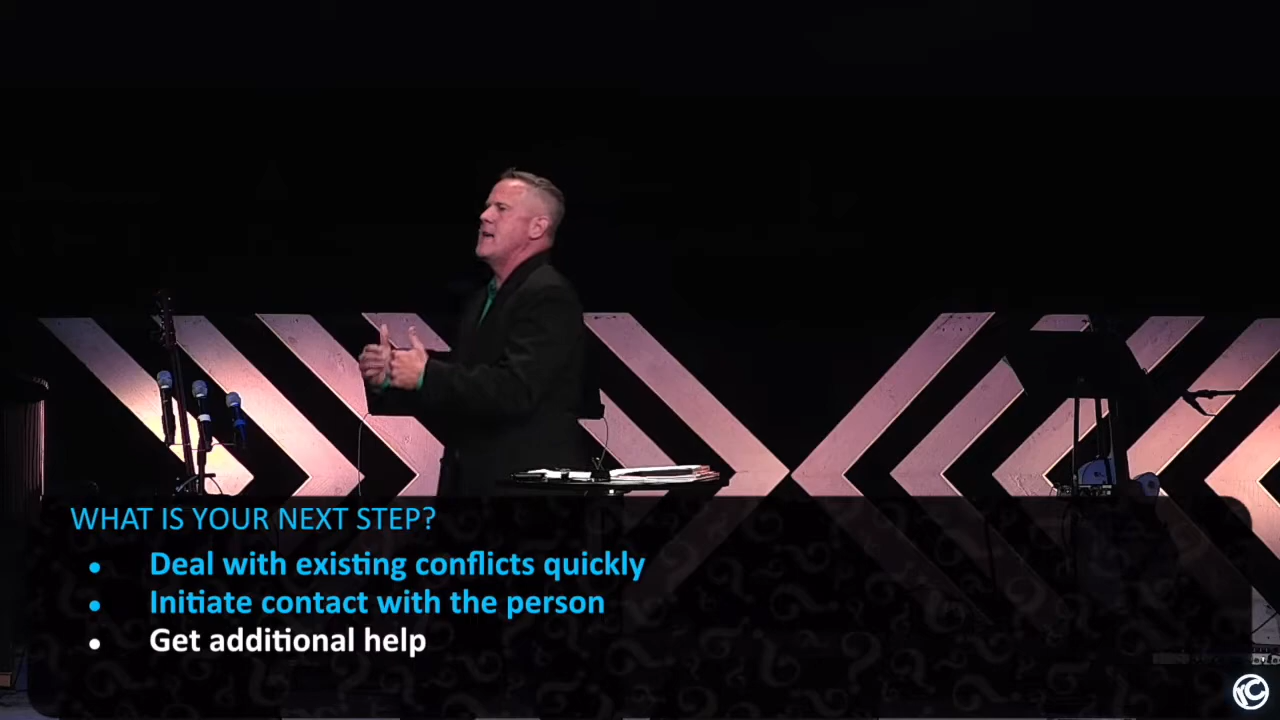 WHAT IS YOUR NEXT STEP?
• Deal with existing conflicts quickly
• Initiate contact with the person
• Get additional help